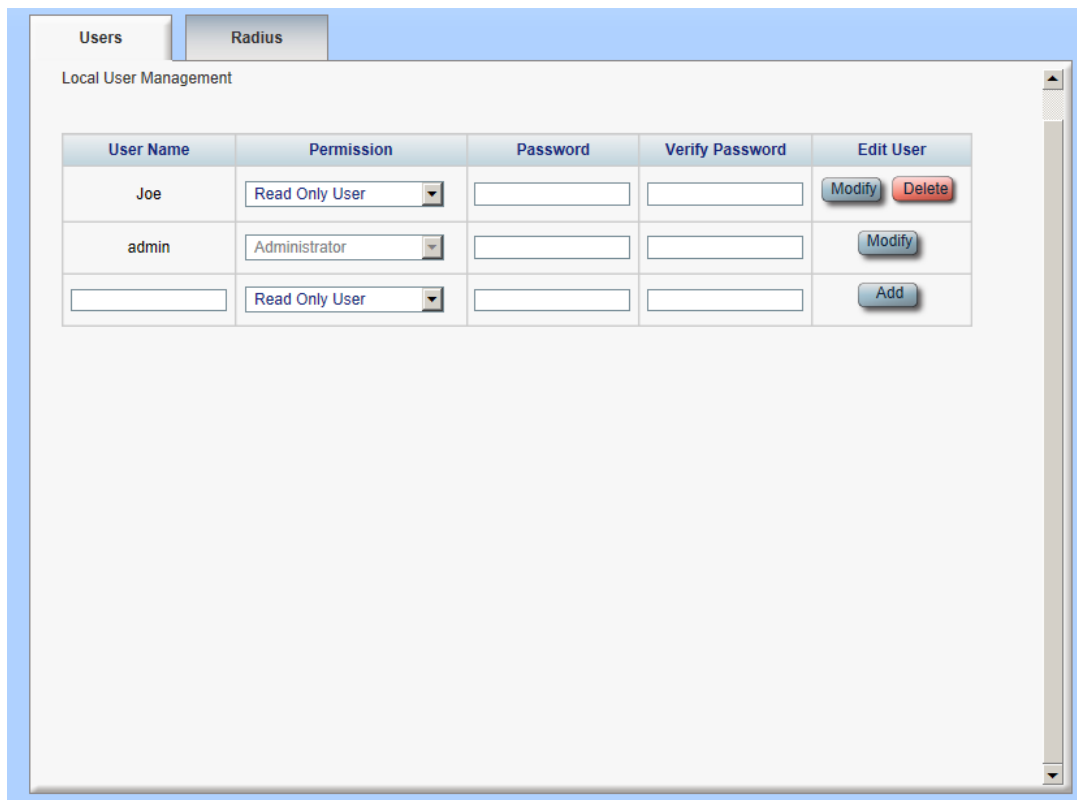 Users Radius
Local User Management
User Name Permission Password Verify Password Edit User
Joe Read Only User Modify Delete
admin Administrator Modify
Read Only User Add